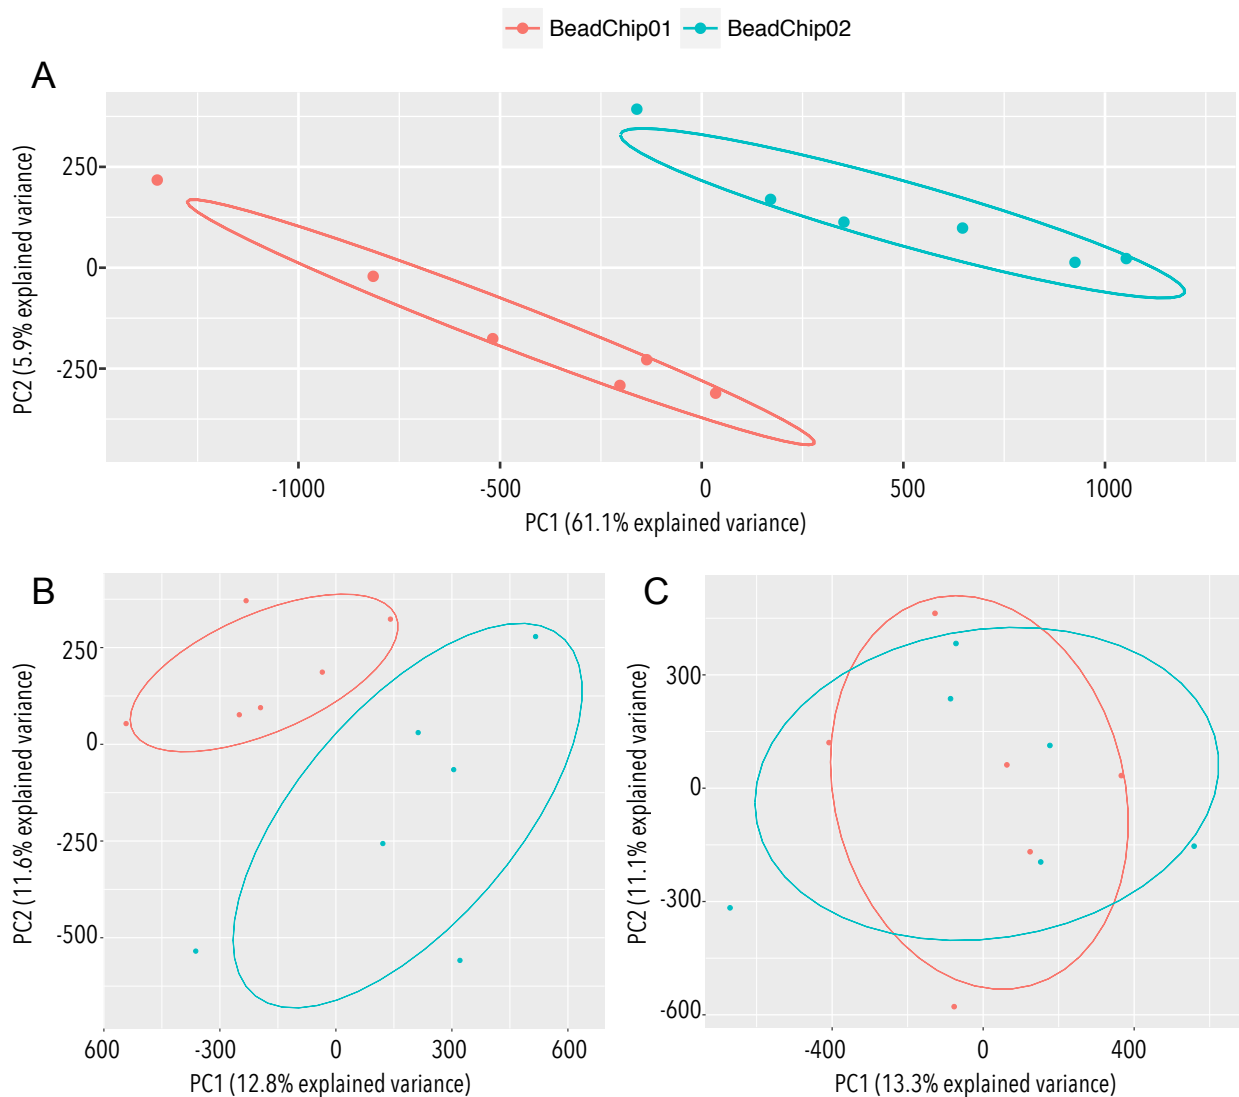 BeadChip01 BeadChip02
A
PC2 (5.9% explained variance)
250
0
-250
-1000 -500 0 500 1000
PC1 (61.1% explained variance)
B
PC2 (11.6% explained variance)
250
0
-250
-500
600 -300 0 300 600
PC1 (12.8% explained variance)
C
PC2 (11.1% explained variance)
300
0
-300
-600
-400 0 400
PC1 (13.3% explained variance)